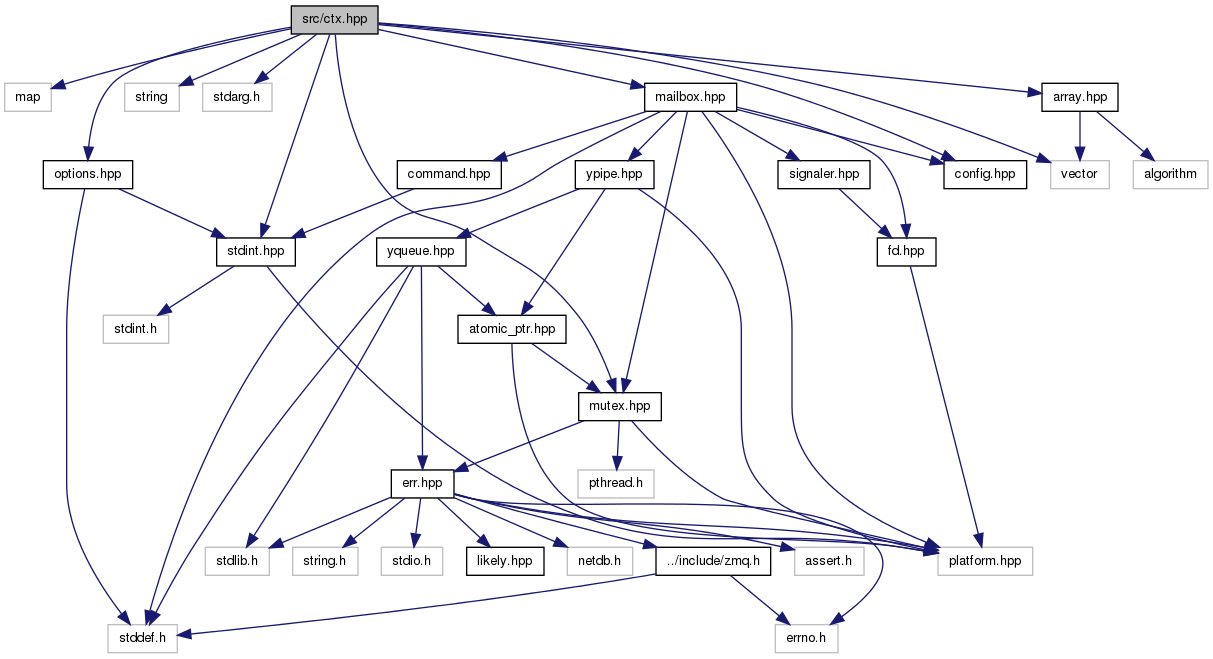 src/ctx.hpp
map
string
stdarg.h
mailbox.hpp
array.hpp
options.hpp
command.hpp
ypipe.hpp
signaler.hpp
config.hpp
vector
algorithm
stdint.hpp
yqueue.hpp
fd.hpp
stdint.h
atomic_ptr.hpp
mutex.hpp
err.hpp
pthread.h
stdlib.h
string.h
stdio.h
likely.hpp
netdb.h
../include/zmq.h
assert.h
platform.hpp
stddef.h
errno.h